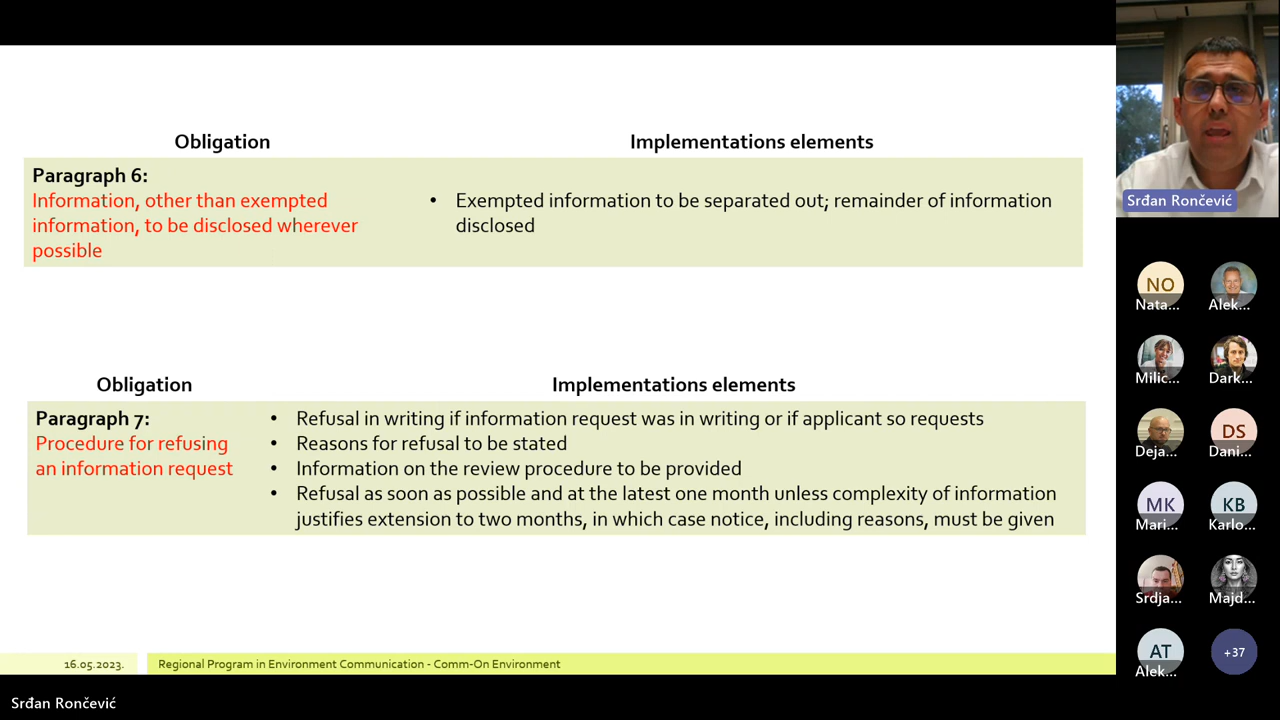 Obligation
Implementations elements
Paragraph 6:
Information, other than exempted
information, to be disclosed wherever
possible
• Exempted information to be separated out; remainder of information
disclosed
Obligation
Implementations elements
Paragraph 7:
Procedure for refusing
an information request
• Refusal in writing if information request was in writing or if applicant so requests
• Reasons for refusal to be stated
• Information on the review procedure to be provided
• Refusal as soon as possible and at the latest one month unless complexity of information
justifies extension to two months, in which case notice, including reasons, must be given
16.05.2023.
Regional Program in Environment Communication - Comm-On Environment
Srđan Rončević
Srđan Rončević
NO
Nata...
Alek...
Milic...
Dark...
Deja...
DS
Dani...
MK
Mari...
KB
Karlo...
Srdja...
Majd...
AT
Alek...
+37